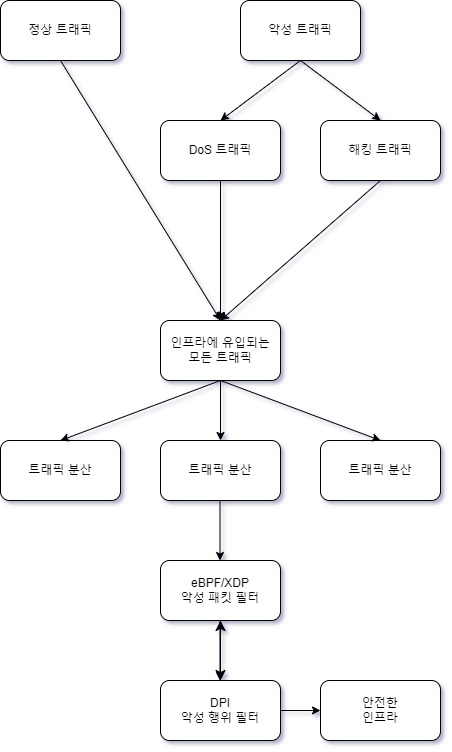 정상 트래픽
악성 트래픽
DoS 트래픽
해킹 트래픽
인프라에 유입되는
모든 트래픽
트래픽 분산
트래픽 분산
트래픽 분산
eBPF/XDP
악성 패킷 필터
DPI
악성 행위 필터
안전한
인프라